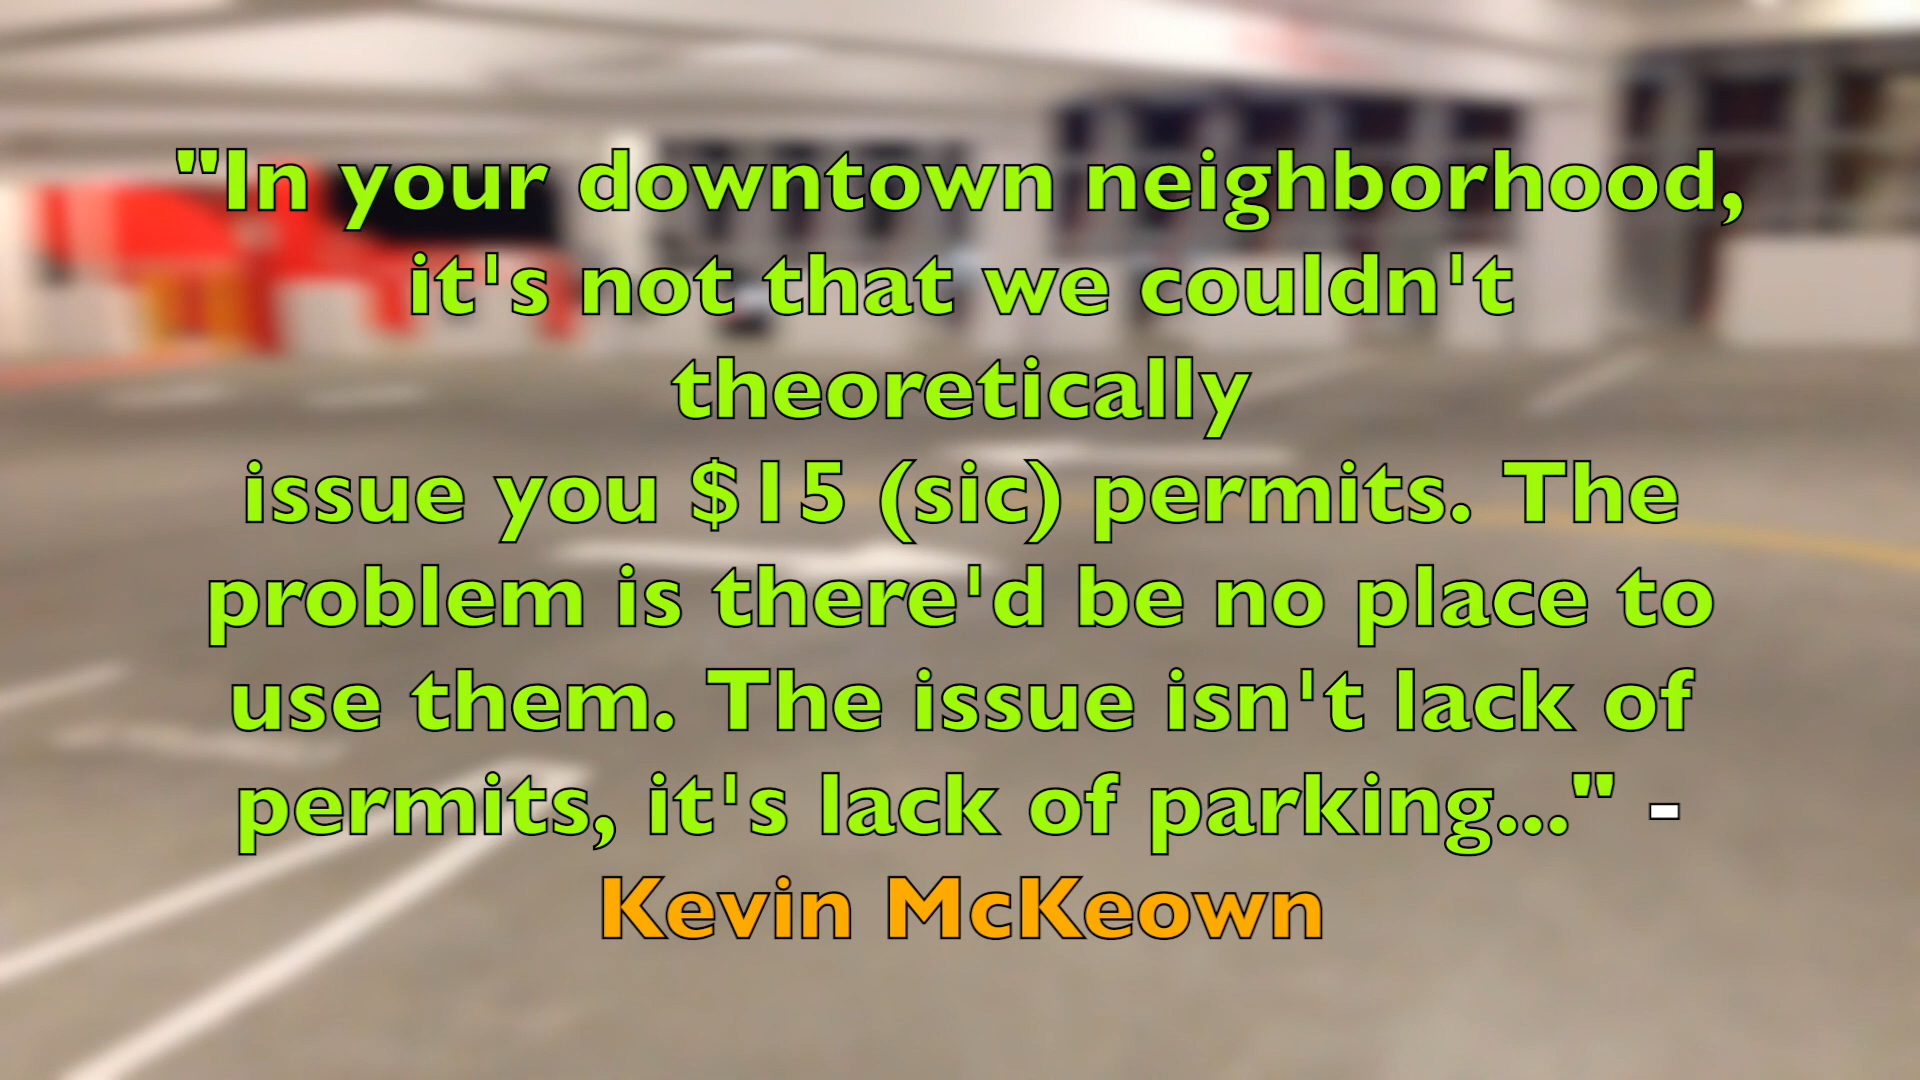 "In your downtown neighborhood,
it's not that we couldn't
theoretically
issue you $15 (sic) permits. The
problem is there'd be no place to
use them. The issue isn't lack of
permits, it's lack of parking..." -
Kevin McKeown